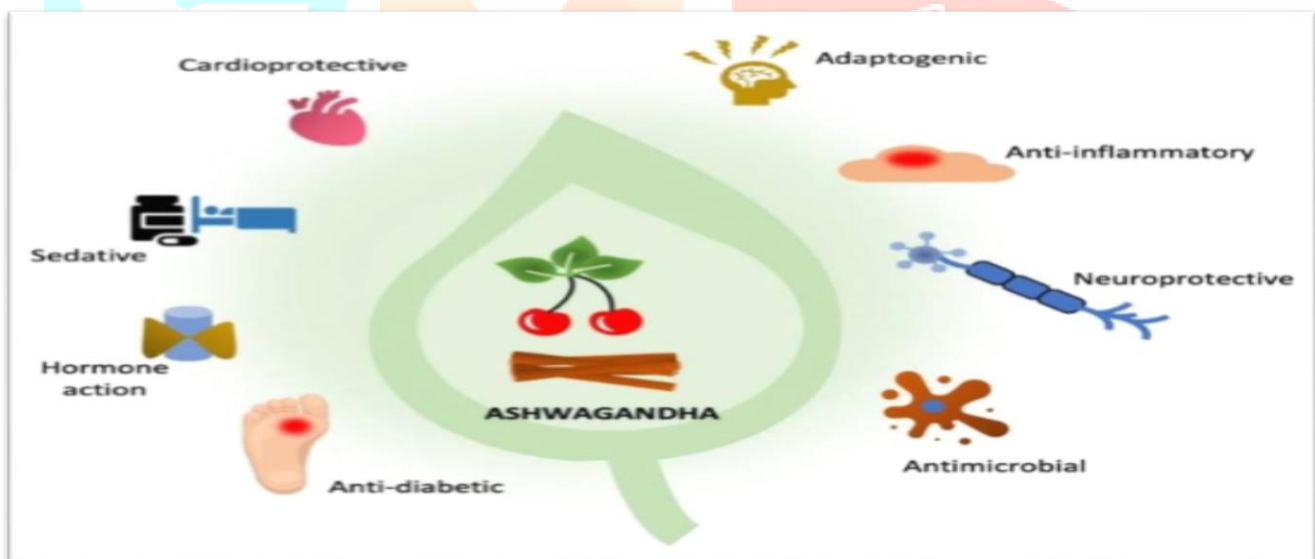 Cardioprotective
Adaptogenic
Anti-inflammatory
Sedative
Neuroprotective
Hormone
action
ASHWAGANDHA
Antimicrobial
Anti-diabetic